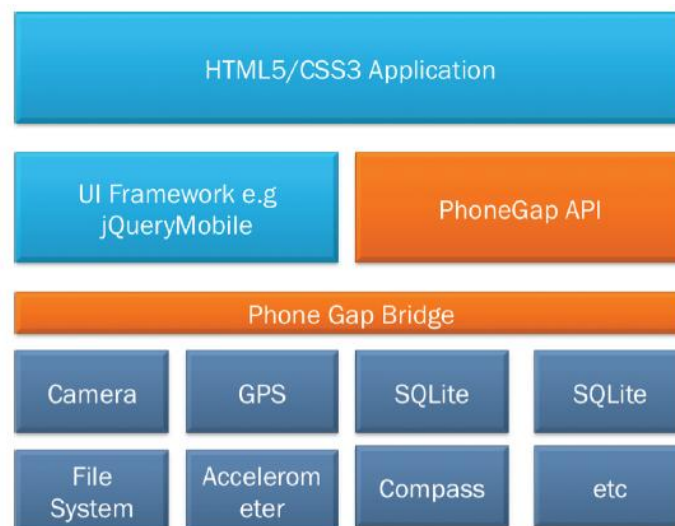 HTML5/CSS3 Application
UI Framework e.g
jQueryMobile
PhoneGap API
Phone Gap Bridge
Camera
GPS
SQLite
SQLite
File
System
Accelerom
eter
Compass
etc